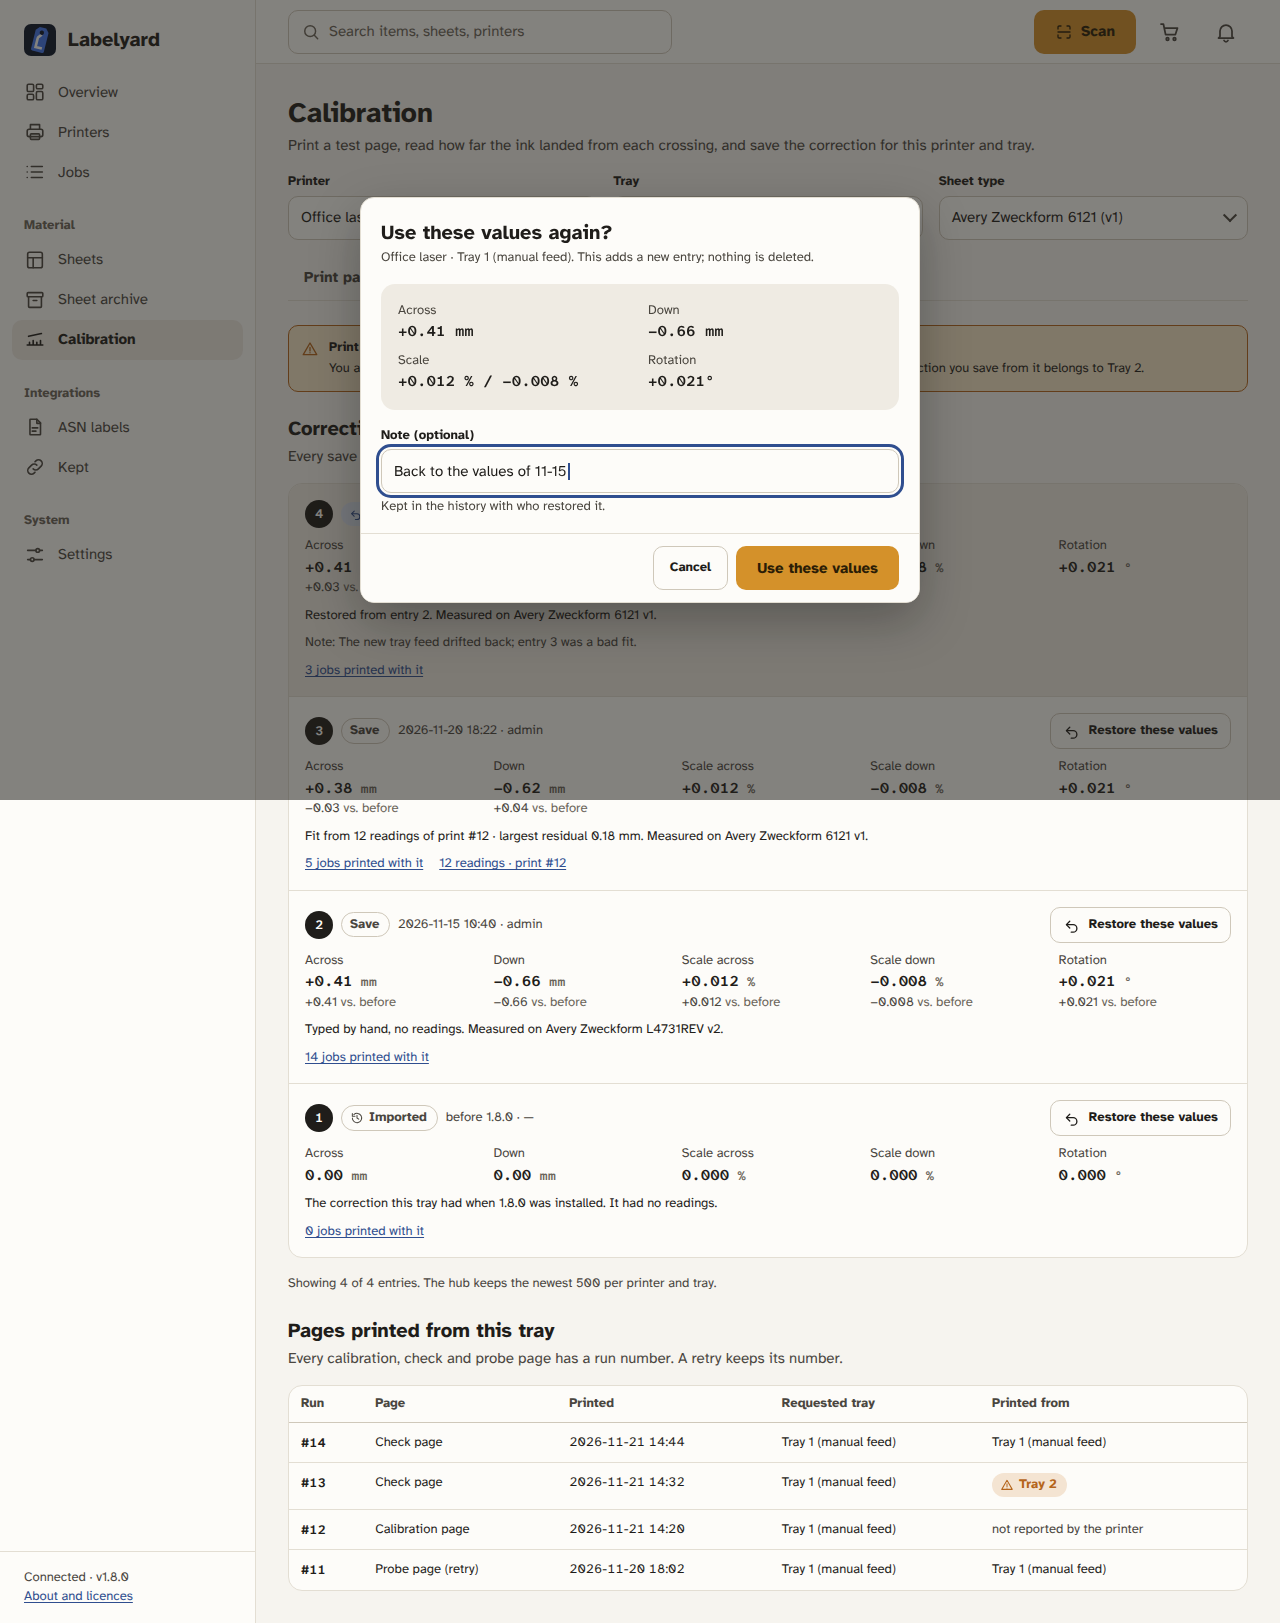 Labelyard
Search items, sheets, printers
Scan
Overview
Printers
Jobs
Material
Sheets
Sheet archive
Calibration
Integrations
ASN labels
Kept
System
Settings
Calibration
Print a test page, read how far the ink landed from each crossing, and save the correction for this printer and tray.
Printer
Tray
Sheet type
Office las
Avery Zweckform 6121 (v1)
Print pa
Print
You a
ction you save from it belongs to Tray 2.
Correcti
Every save
Use these values again?
Office laser · Tray 1 (manual feed). This adds a new entry; nothing is deleted.
Across
Down
+0.41 mm
−0.66 mm
Scale
Rotation
+0.012 % / −0.008 %
+0.021°
Note (optional)
Back to the values of 11-15
Kept in the history with who restored it.
Cancel
Use these values
4
Across
wn
Rotation
+0.41
8 %
+0.021 °
+0.03 vs.
Restored from entry 2. Measured on Avery Zweckform 6121 v1.
Note: The new tray feed drifted back; entry 3 was a bad fit.
3 jobs printed with it
3 Save 2026-11-20 18:22 · admin
Restore these values
Across Down Scale across Scale down Rotation
+0.38 mm −0.62 mm +0.012 % −0.008 % +0.021 °
−0.03 vs. before +0.04 vs. before
Fit from 12 readings of print #12 · largest residual 0.18 mm. Measured on Avery Zweckform 6121 v1.
5 jobs printed with it 12 readings · print #12
2 Save 2026-11-15 10:40 · admin
Restore these values
Across Down Scale across Scale down Rotation
+0.41 mm −0.66 mm +0.012 % −0.008 % +0.021 °
+0.41 vs. before −0.66 vs. before +0.012 vs. before −0.008 vs. before +0.021 vs. before
Typed by hand, no readings. Measured on Avery Zweckform L4731REV v2.
14 jobs printed with it
1 Imported before 1.8.0 · —
Restore these values
Across Down Scale across Scale down Rotation
0.00 mm 0.00 mm 0.000 % 0.000 % 0.000 °
The correction this tray had when 1.8.0 was installed. It had no readings.
0 jobs printed with it
Showing 4 of 4 entries. The hub keeps the newest 500 per printer and tray.
Pages printed from this tray
Every calibration, check and probe page has a run number. A retry keeps its number.
Run Page Printed Requested tray Printed from
#14 Check page 2026-11-21 14:44 Tray 1 (manual feed) Tray 1 (manual feed)
#13 Check page 2026-11-21 14:32 Tray 1 (manual feed) Tray 2
#12 Calibration page 2026-11-21 14:20 Tray 1 (manual feed) not reported by the printer
#11 Probe page (retry) 2026-11-20 18:02 Tray 1 (manual feed) Tray 1 (manual feed)
Connected · v1.8.0
About and licences